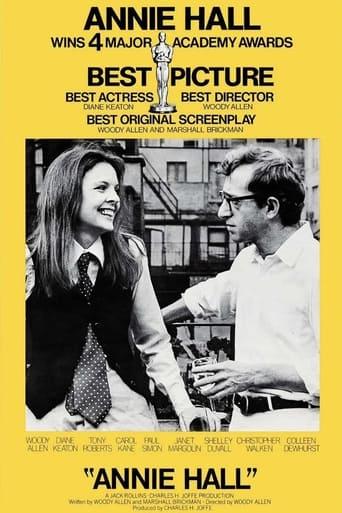 ANNIE HALL
WINS 4 MAJOR ACADEMY AWARDS
BEST PICTURE
BEST ACTRESS BEST DIRECTOR
DIANE KEATON WOODY ALLEN
BEST ORIGINAL SCREENPLAY
WOODY ALLEN AND MARSHALL BRICKMAN
WOODY DIANE TONY CAROL PAUL JANET SHELLEY CHRISTOPHER COLLEEN
ALLEN KEATON ROBERTS KANE SIMON MARGOLIN DUVALL WALKEN DEWHURST
"ANNIE HALL"
A JACK ROLLINS·CHARLES H. JOFFE PRODUCTION
Written by WOODY ALLEN and MARSHALL BRICKMAN · Directed by WOODY ALLEN
Produced by CHARLES H. JOFFE